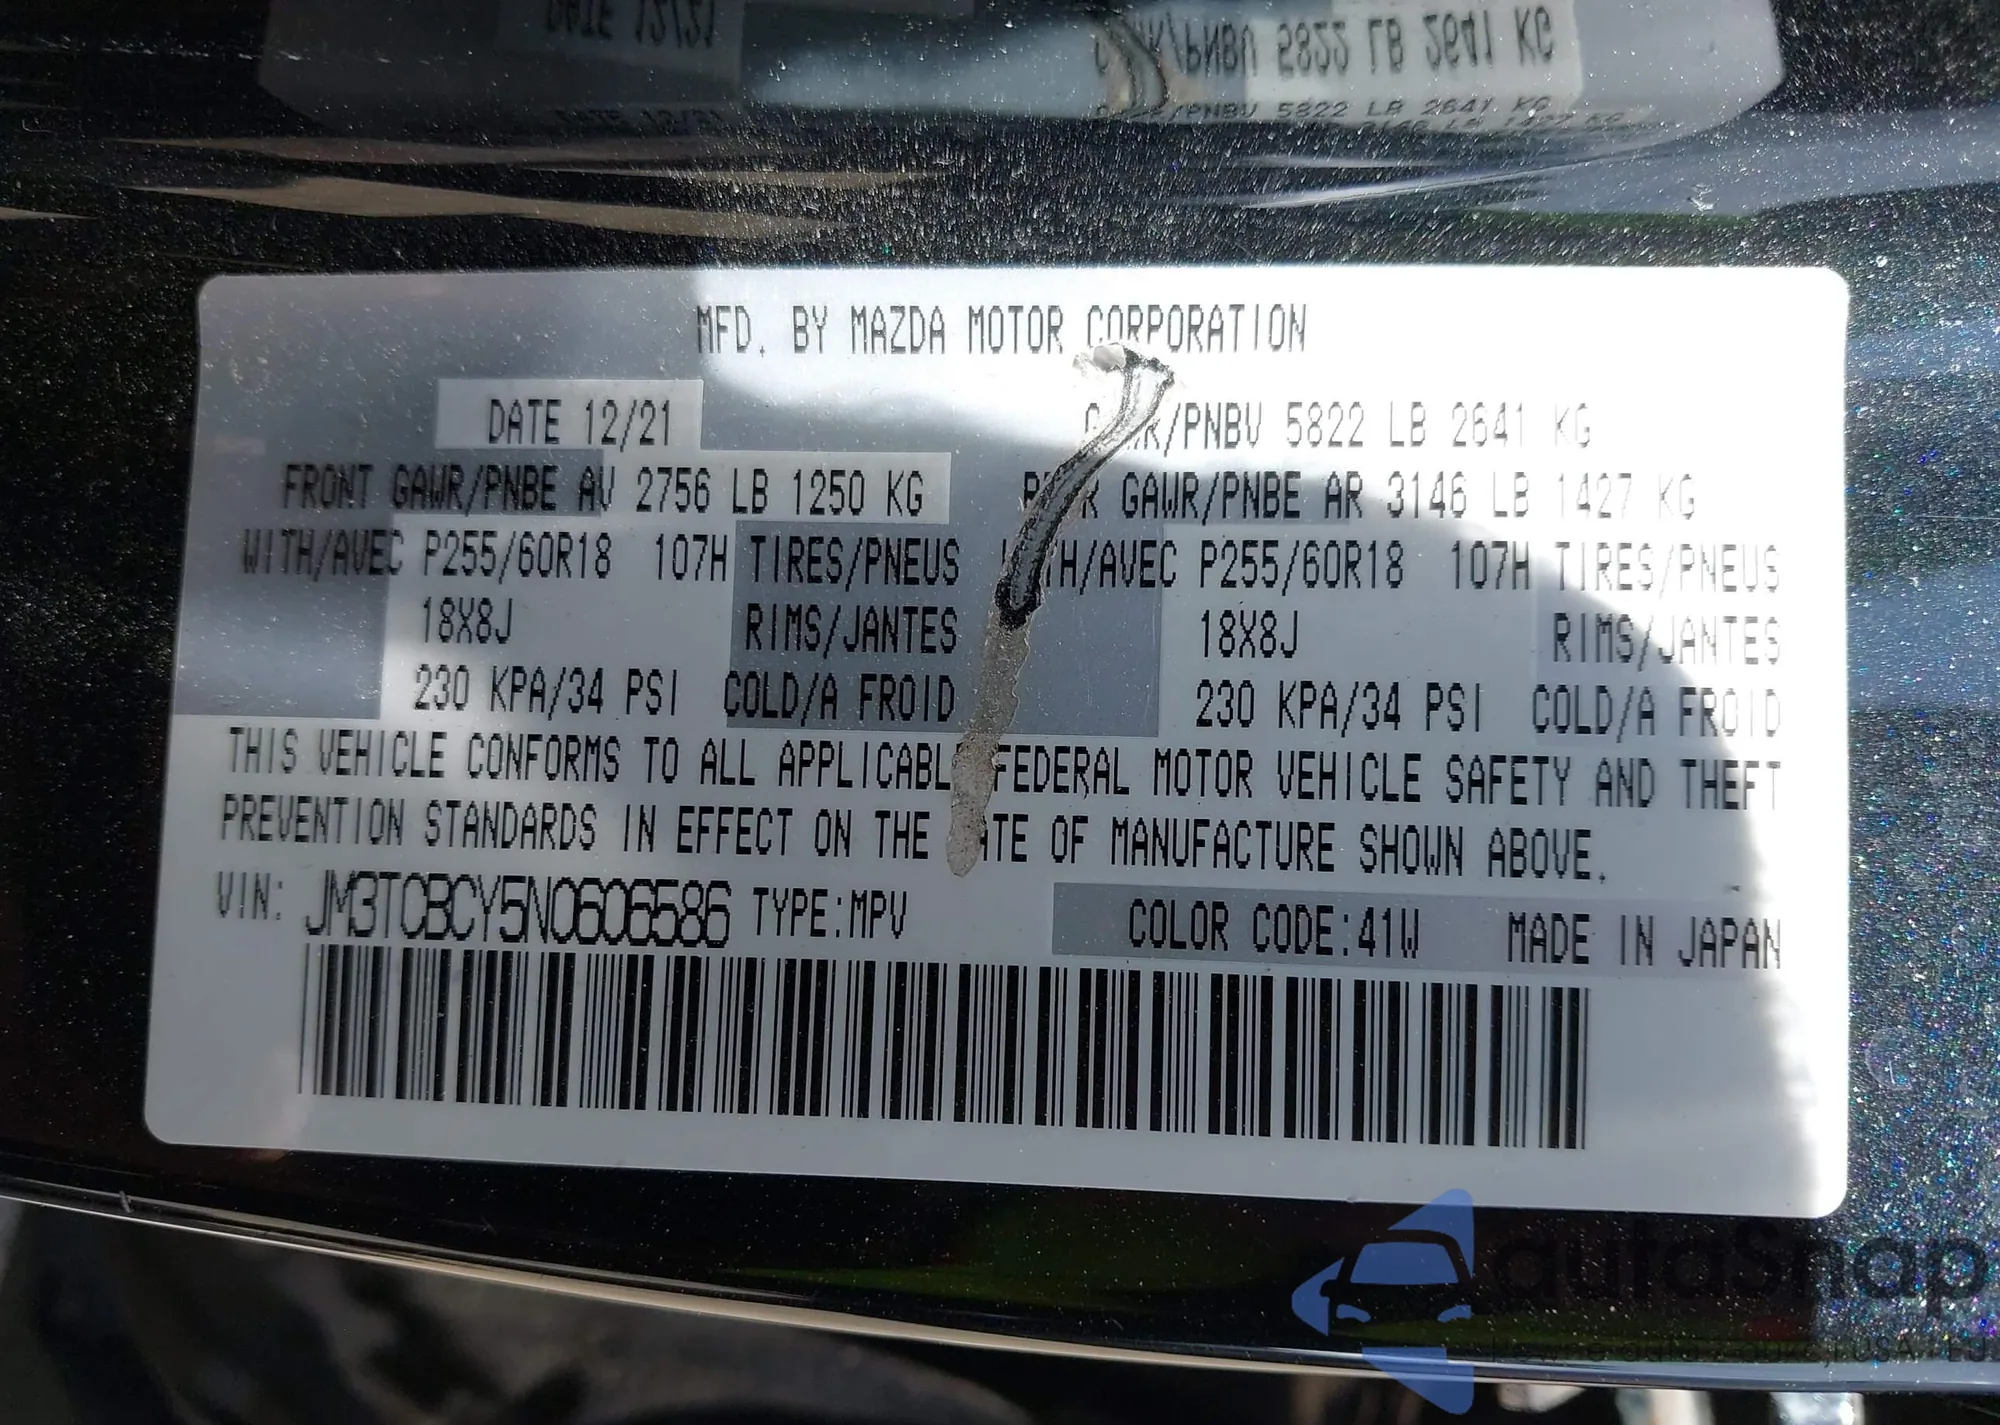 MFD. BY MAZDA MOTOR CORPORATION
DATE 12/21 /PNBV 5822 LB 2641 KG
FRONT GAWR/PNBE AV 2756 LB 1250 KG GAWR/PNBE AR 3146 LB 1427 KG
WITH/AVEC P255/60R18 107H TIRES/PNEUS /AVEC P255/60R18 107H TIRES/PNEUS
18X8J RIMS/JANTES 18X8J RIMS/JANTES
230 KPA/34 PSI COLD/A FROID 230 KPA/34 PSI COLD/A FROID
THIS VEHICLE CONFORMS TO ALL APPLICABL FEDERAL MOTOR VEHICLE SAFETY AND THEFT
PREVENTION STANDARDS IN EFFECT ON THE ATE OF MANUFACTURE SHOWN ABOVE.
VIN: JM3TCBCY5N0606586 TYPE:MPV COLOR CODE:41W MADE IN JAPAN
autoSnap